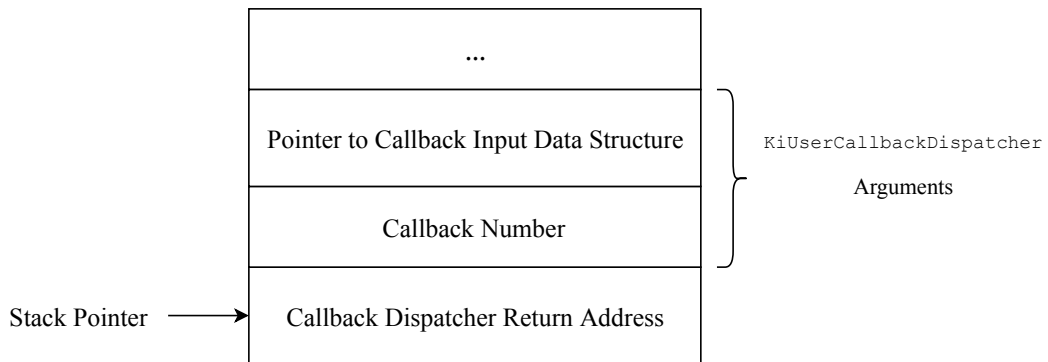 ...
Pointer to Callback Input Data Structure
KiUserCallbackDispatcher
Arguments
Callback Number
Stack Pointer
Callback Dispatcher Return Address